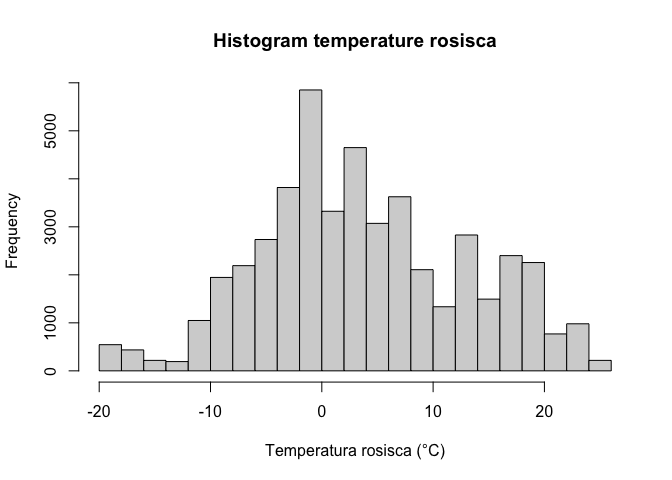 Histogram temperature rosisca
5000
3000
1000
0
Frequency
-20 -10 0 10 20
Temperatura rosisca (°C)